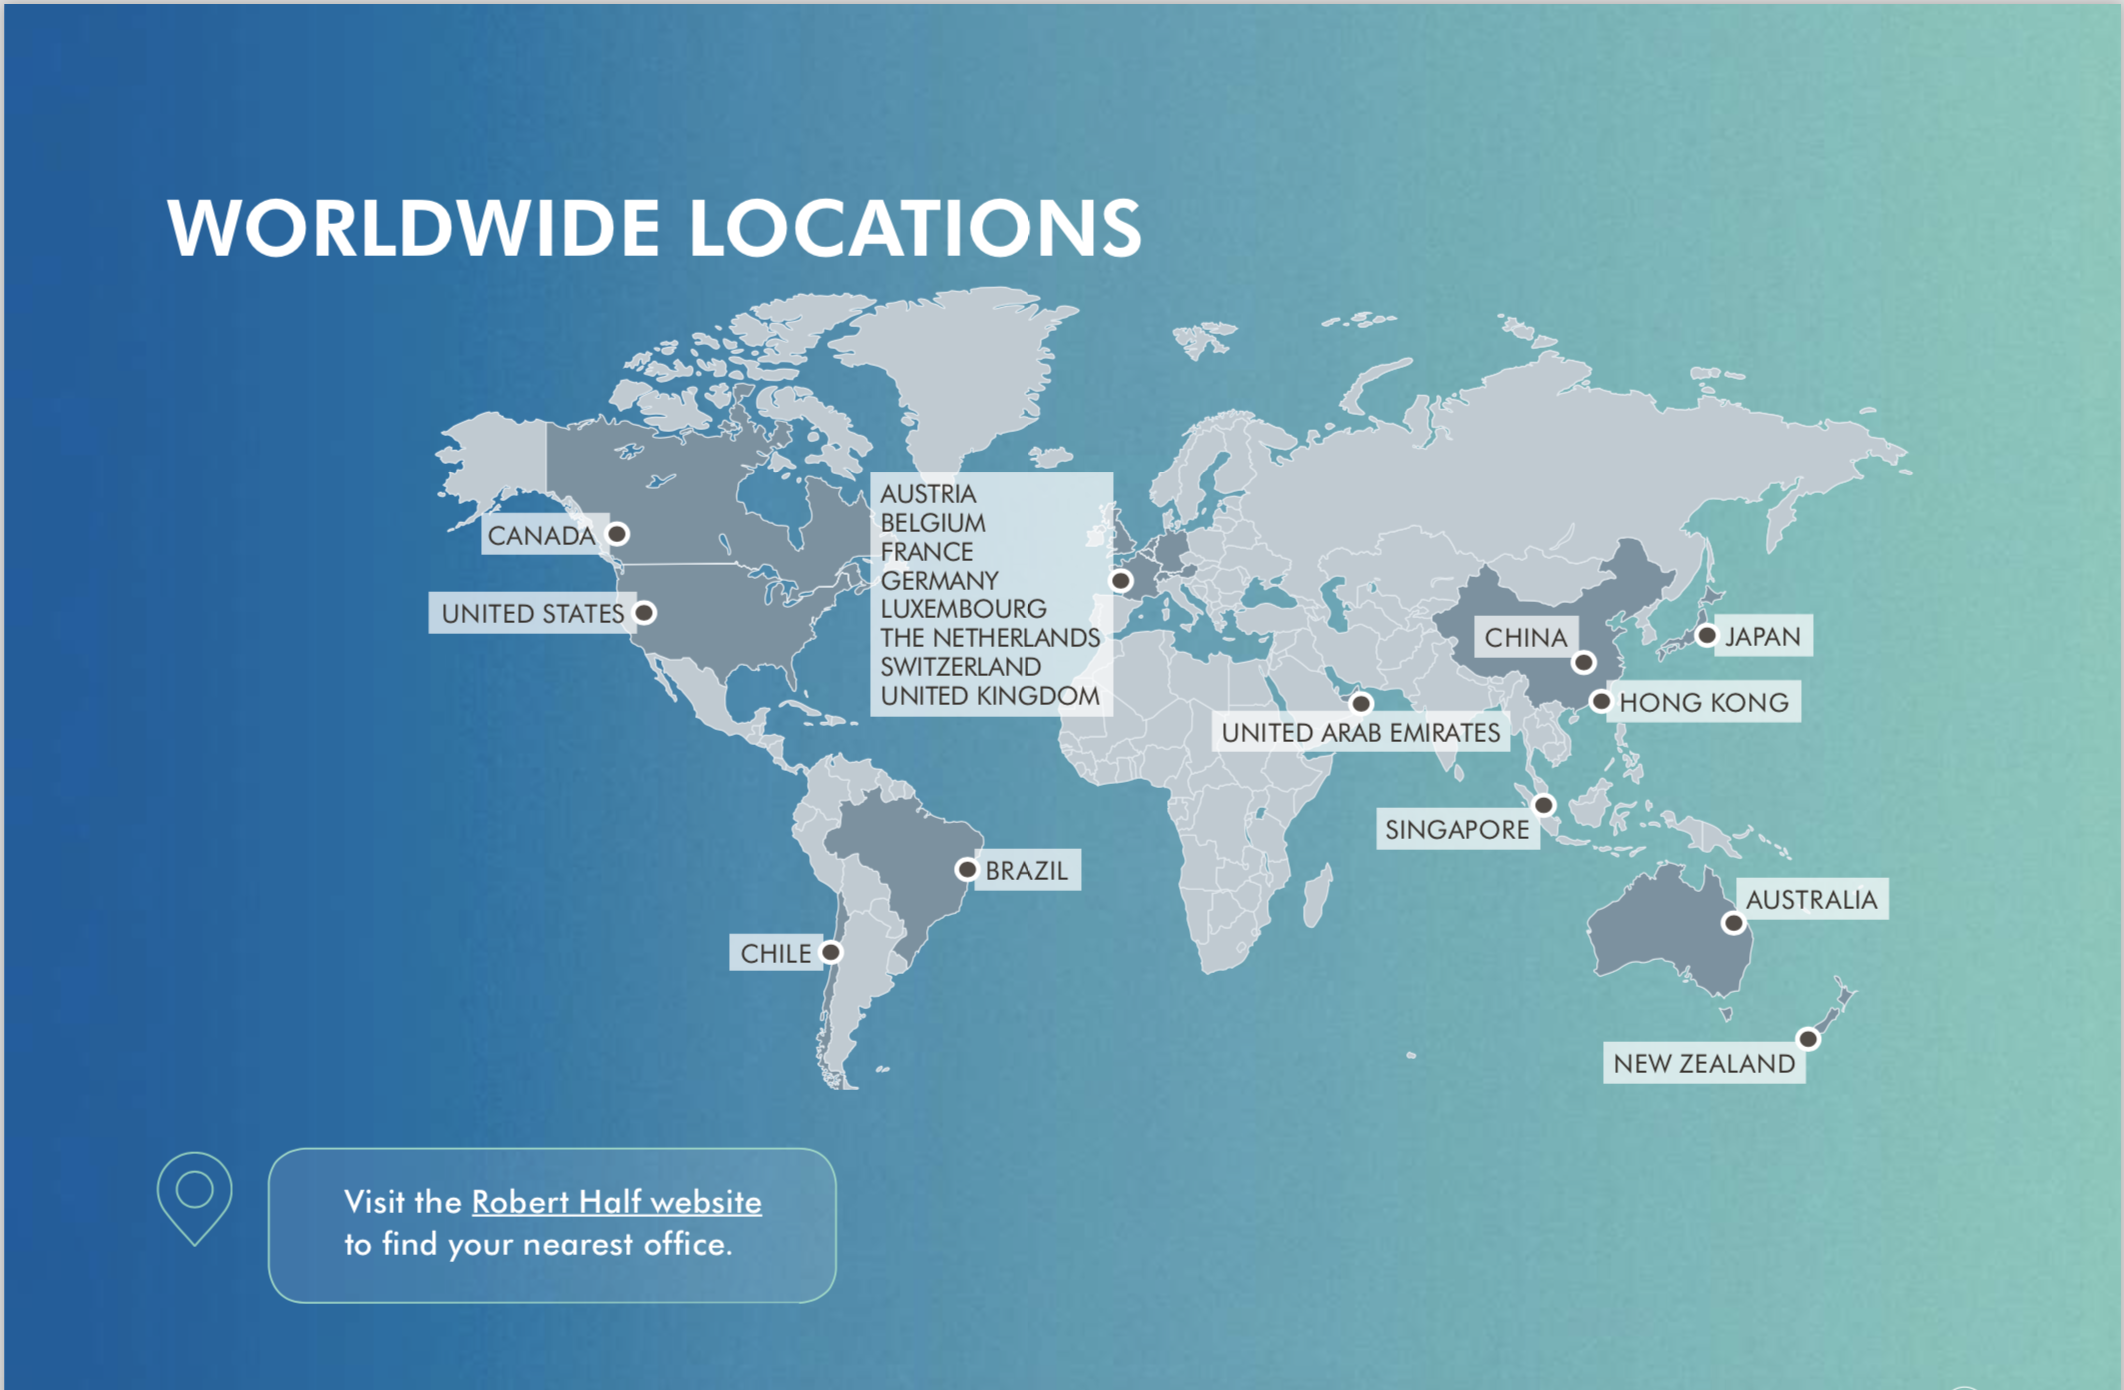 WORLDWIDE LOCATIONS
CANADA
UNITED STATES
AUSTRIA
BELGIUM
FRANCE
GERMANY
LUXEMBOURG
THE NETHERLANDS
SWITZERLAND
UNITED KINGDOM
CHINA
JAPAN
HONG KONG
UNITED ARAB EMIRATES
SINGAPORE
BRAZIL
AUSTRALIA
CHILE
NEW ZEALAND
Visit the Robert Half website
to find your nearest office.